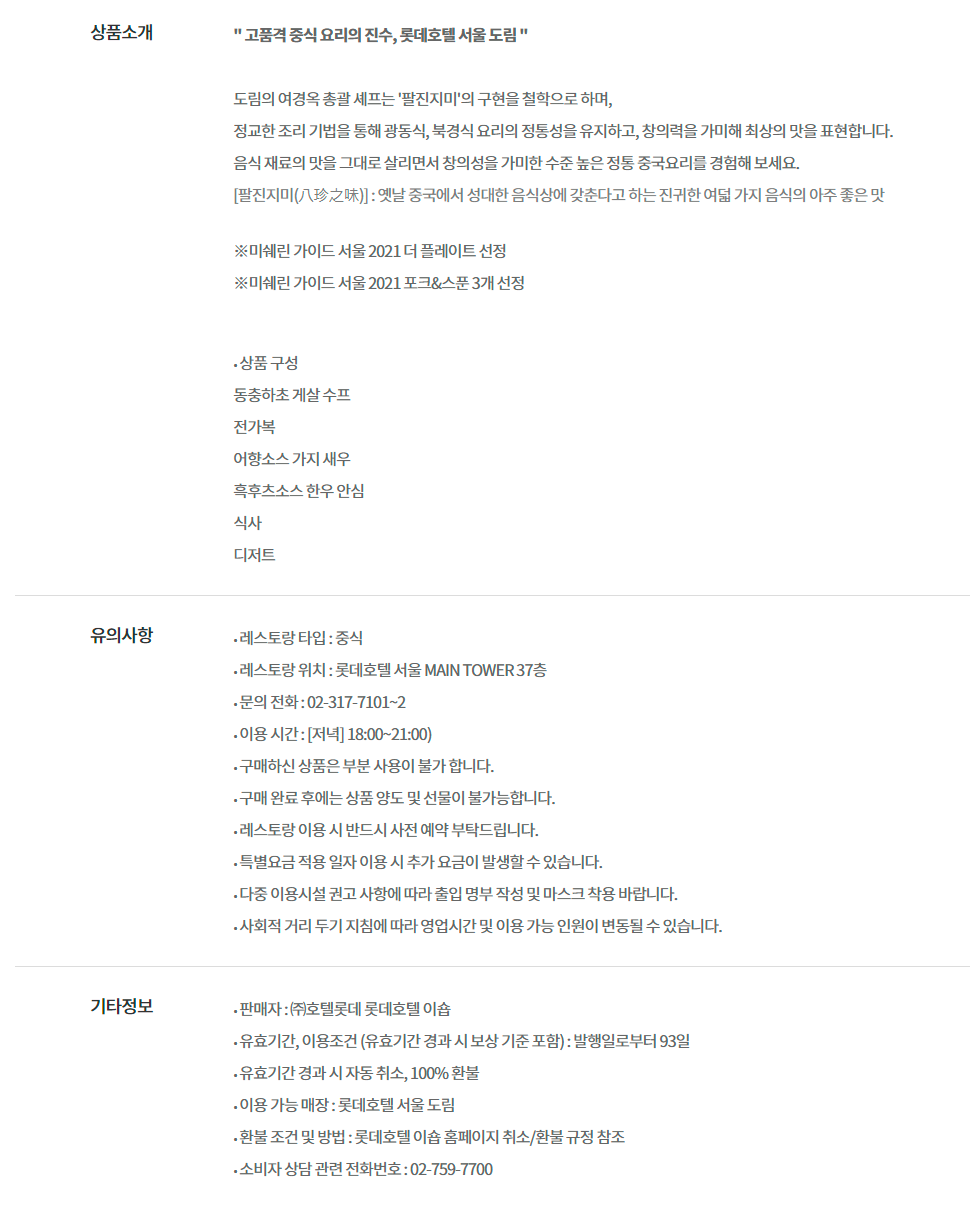 상품소개
" 고품격 중식 요리의 진수, 롯데호텔 서울 도림 "
도림의 여경옥 총괄 셰프는 '팔진지미'의 구현을 철학으로 하며,
정교한 조리 기법을 통해 광동식, 북경식 요리의 정통성을 유지하고, 창의력을 가미해 최상의 맛을 표현합니다.
음식 재료의 맛을 그대로 살리면서 창의성을 가미한 수준 높은 정통 중국요리를 경험해 보세요.
[팔진지미(八珍之味)] : 옛날 중국에서 성대한 음식상에 갖춘다고 하는 진귀한 여덟 가지 음식의 아주 좋은 맛
※미쉐린 가이드 서울 2021 더 플레이트 선정
※미쉐린 가이드 서울 2021 포크&스푼 3개 선정
• 상품 구성
동충하초 게살 수프
전가복
어향소스 가지 새우
흑후츠소스 한우 안심
식사
디저트
유의사항
• 레스토랑 타입 : 중식
• 레스토랑 위치 : 롯데호텔 서울 MAIN TOWER 37층
• 문의 전화 : 02-317-7101~2
• 이용 시간 : [저녁] 18:00~21:00)
• 구매하신 상품은 부분 사용이 불가 합니다.
• 구매 완료 후에는 상품 양도 및 선물이 불가능합니다.
• 레스토랑 이용 시 반드시 사전 예약 부탁드립니다.
• 특별요금 적용 일자 이용 시 추가 요금이 발생할 수 있습니다.
• 다중 이용시설 권고 사항에 따라 출입 명부 작성 및 마스크 착용 바랍니다.
• 사회적 거리 두기 지침에 따라 영업시간 및 이용 가능 인원이 변동될 수 있습니다.
기타정보
• 판매자 : ㈜호텔롯데 롯데호텔 이숍
• 유효기간, 이용조건 (유효기간 경과 시 보상 기준 포함) : 발행일로부터 93일
• 유효기간 경과 시 자동 취소, 100% 환불
• 이용 가능 매장 : 롯데호텔 서울 도림
• 환불 조건 및 방법 : 롯데호텔 이숍 홈페이지 취소/환불 규정 참조
• 소비자 상담 관련 전화번호 : 02-759-7700